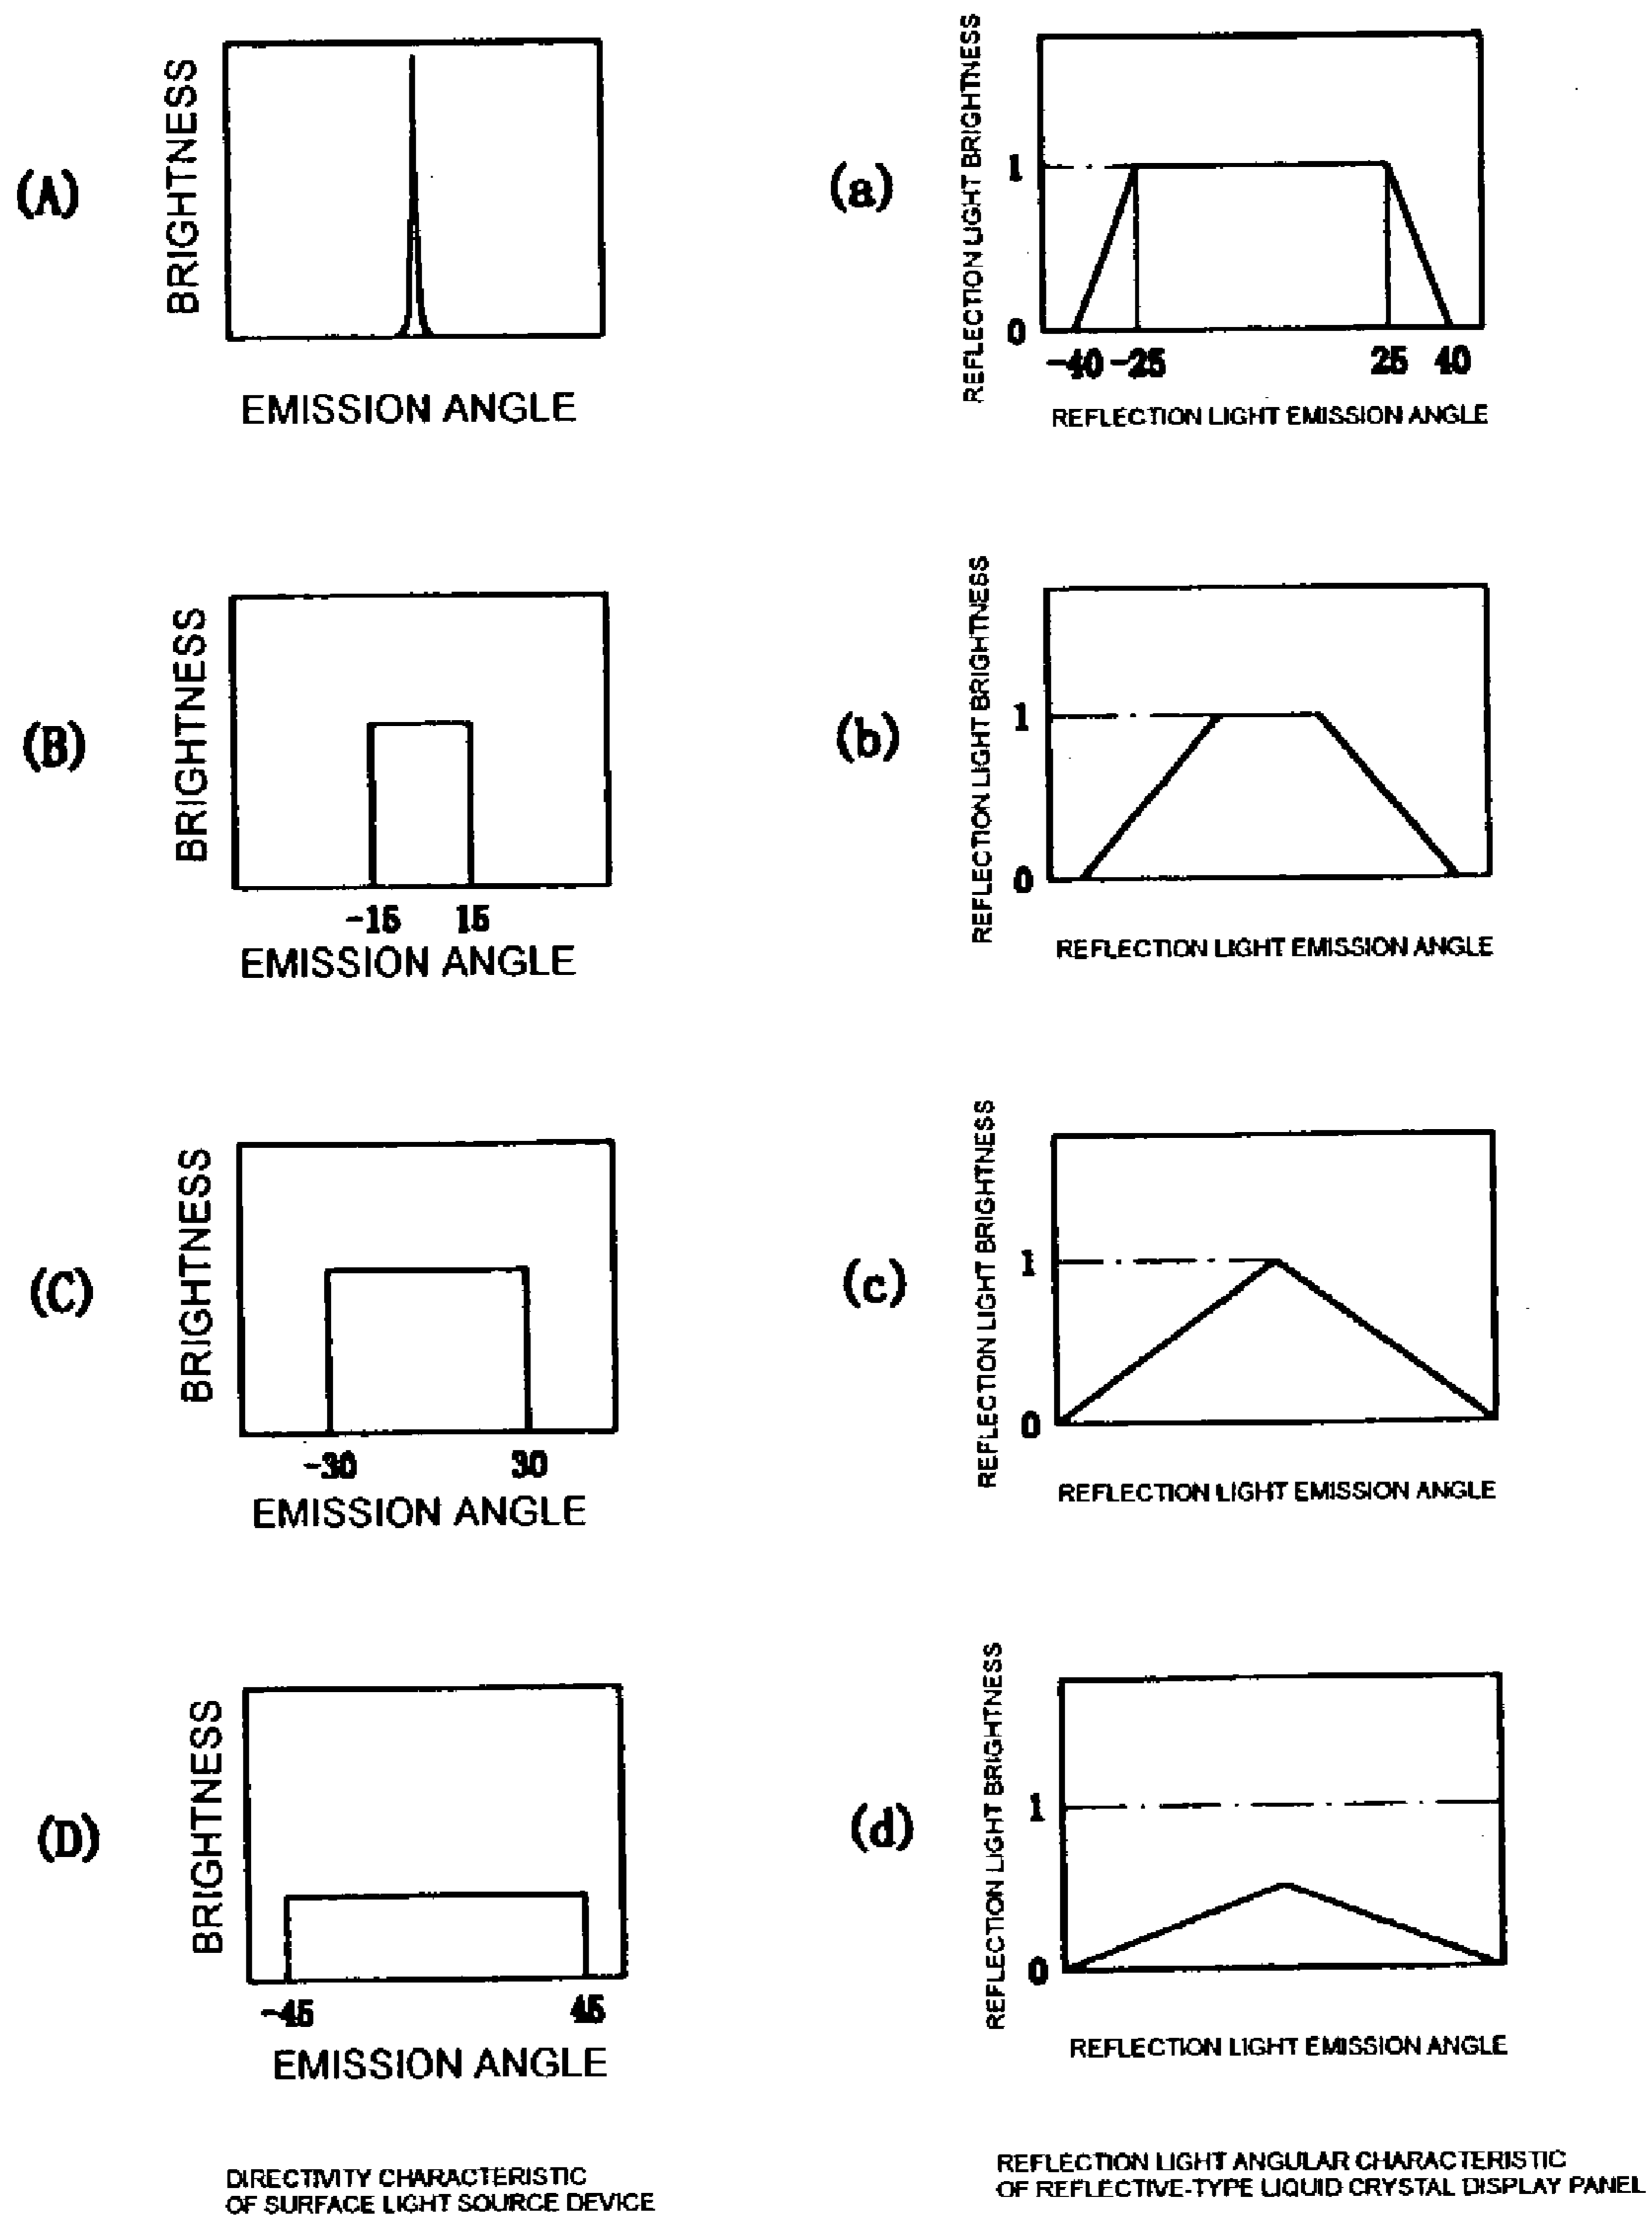 (A)
BRIGHTNESS
EMISSION ANGLE
(a)
REFLECTION LIGHT BRIGHTNESS
1
0
-40 -25 25 40
REFLECTION LIGHT EMISSION ANGLE
(B)
BRIGHTNESS
-15 15
EMISSION ANGLE
(b)
REFLECTION LIGHT BRIGHTNESS
1
0
REFLECTION LIGHT EMISSION ANGLE
(C)
BRIGHTNESS
-30 30
EMISSION ANGLE
(c)
REFLECTION LIGHT BRIGHTNESS
1
0
REFLECTION LIGHT EMISSION ANGLE
(D)
BRIGHTNESS
-45 45
EMISSION ANGLE
(d)
REFLECTION LIGHT BRIGHTNESS
1
0
REFLECTION LIGHT EMISSION ANGLE
DIRECTIVITY CHARACTERISTIC
OF SURFACE LIGHT SOURCE DEVICE
REFLECTION LIGHT ANGULAR CHARACTERISTIC
OF REFLECTIVE-TYPE LIQUID CRYSTAL DISPLAY PANEL